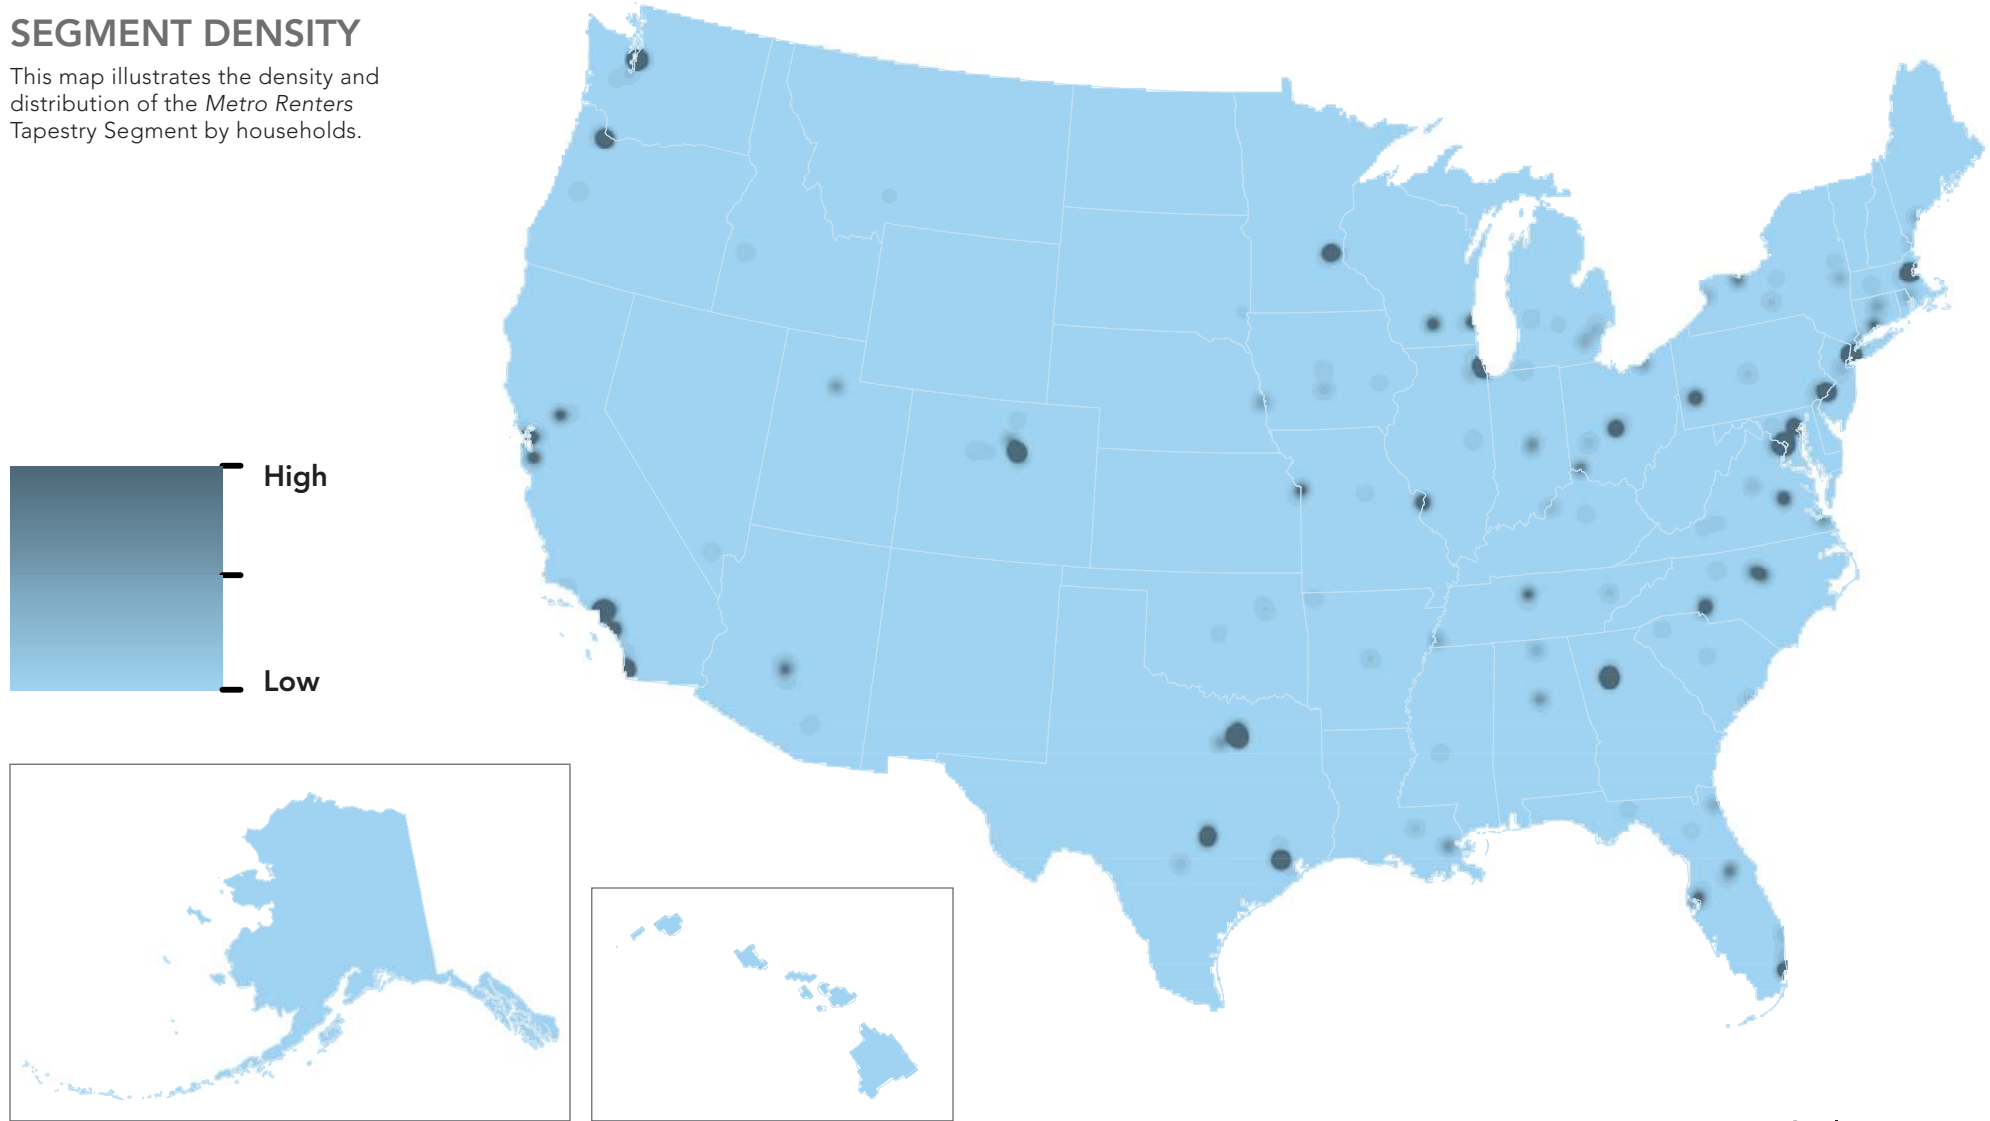 SEGMENT DENSITY
This map illustrates the density and
distribution of the Metro Renters
Tapestry Segment by households.
High
Low